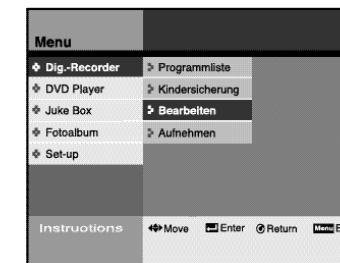 Menu
Dig.-Recorder
DVD Player
Juke Box
Fotoalbum
Set-up
Programmliste
Kindersicherung
Bearbeiten
Aufnehmen
Instructions
Move Enter Return Menu E